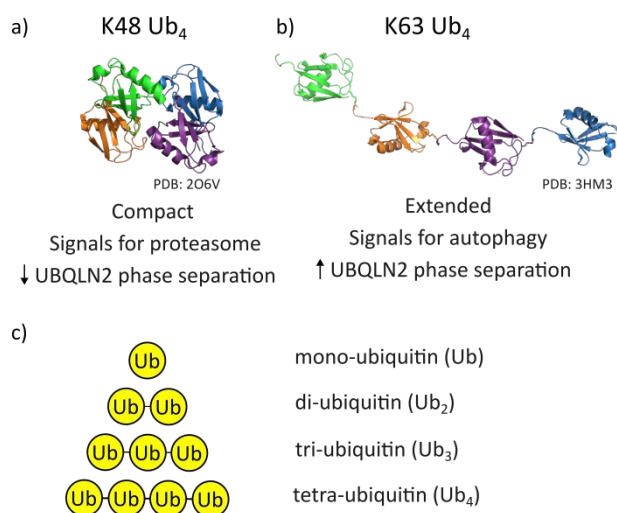 a) K48 Ub₄
PDB: 2O6V
Compact
Signals for proteasome
↓ UBQLN2 phase separation
b) K63 Ub₄
PDB: 3HM3
Extended
Signals for autophagy
↑ UBQLN2 phase separation
c)
Ub mono-ubiquitin (Ub)
Ub Ub di-ubiquitin (Ub₂)
Ub Ub Ub tri-ubiquitin (Ub₃)
Ub Ub Ub Ub tetra-ubiquitin (Ub₄)